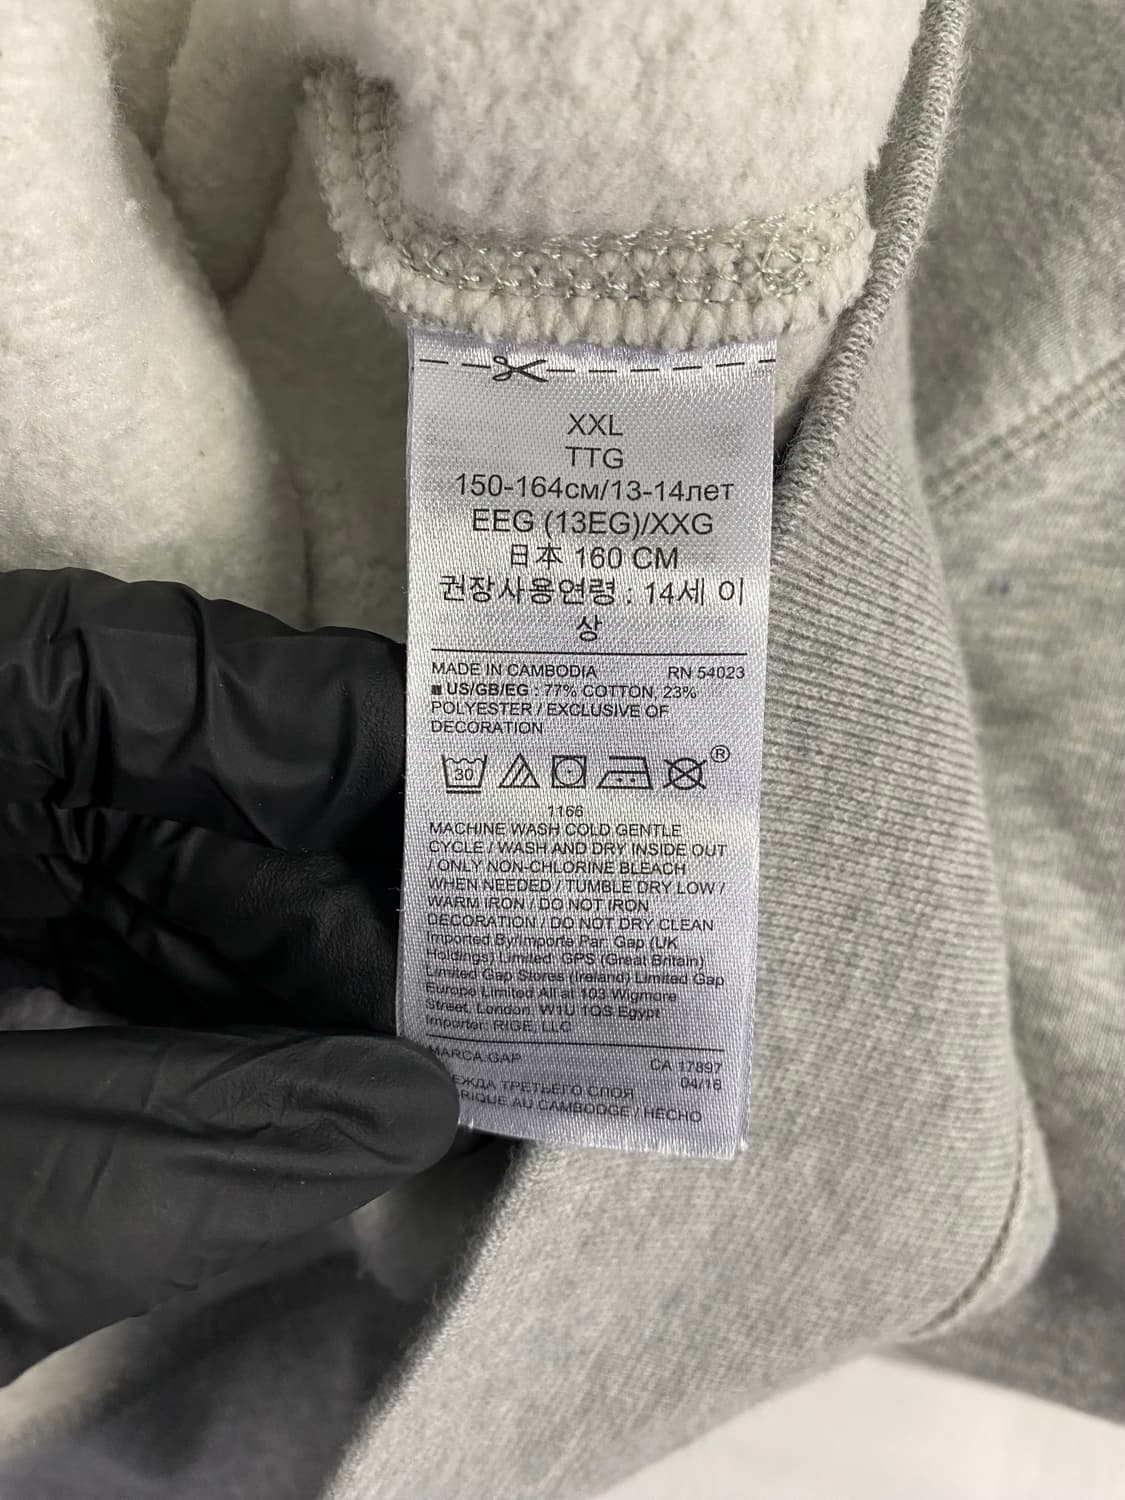 XXL
TTG
150-164см/13-14лет
EEG (13EG)/XXG
日本 160 CM
권장사용연령 : 14세 이
상
MADE IN CAMBODIA RN 54023
■ US/GB/EG : 77% COTTON, 23%
POLYESTER / EXCLUSIVE OF
DECORATION
30 ®
1166
MACHINE WASH COLD GENTLE
CYCLE / WASH AND DRY INSIDE OUT
/ ONLY NON-CHLORINE BLEACH
WHEN NEEDED / TUMBLE DRY LOW /
WARM IRON / DO NOT IRON
DECORATION / DO NOT DRY CLEAN
Imported By/Importe Par: Gap (UK
Holdings) Limited; GPS (Great Britain)
Limited Gap Stores (Ireland) Limited Gap
Europe Limited All at 103 Wigmore
Street, London. W1U 1QS Egypt
Importer: RIGE, LLC
MARCA:GAP CA 17897
04/16
ЕЖДА ТРЕТЬЕГО СЛОЯ
RIQUE AU CAMBODGE / HECHO